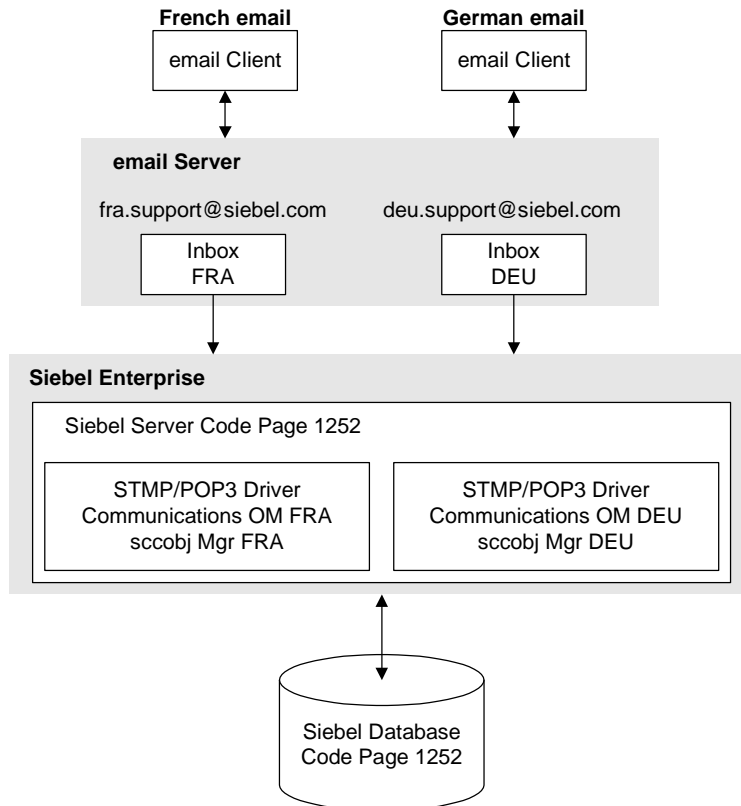 French email
German email
email Client
email Client
email Server
fra.support@siebel.com
deu.support@siebel.com
Inbox
FRA
Inbox
DEU
Siebel Enterprise
Siebel Server Code Page 1252
STMP/POP3 Driver
Communications OM FRA
sccobj Mgr FRA
STMP/POP3 Driver
Communications OM DEU
sccobj Mgr DEU
Siebel Database
Code Page 1252